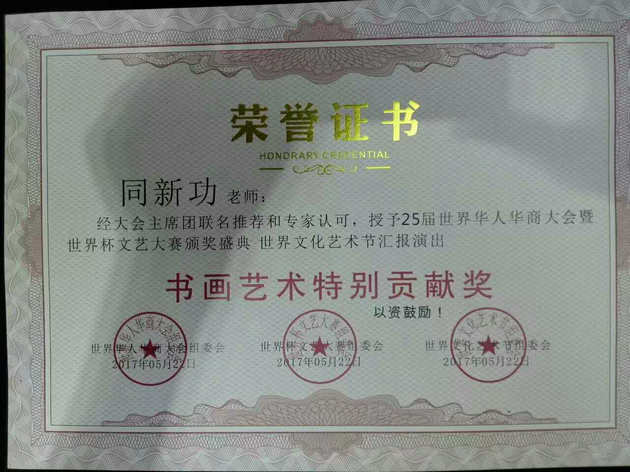 荣誉证书
HONORARY CREDENTIAL
同新功 老师：
经大会主席团联名推荐和专家认可，授予25届世界华人华商大会暨
世界杯文艺大赛颁奖盛典 世界文化艺术节汇报演出
书画艺术特别贡献奖
以资鼓励！
世界华人华商大会组委会 世界杯文艺大赛组委会 世界文化艺术节组委会
2017年05月22日 2017年05月22日 2017年05月22日